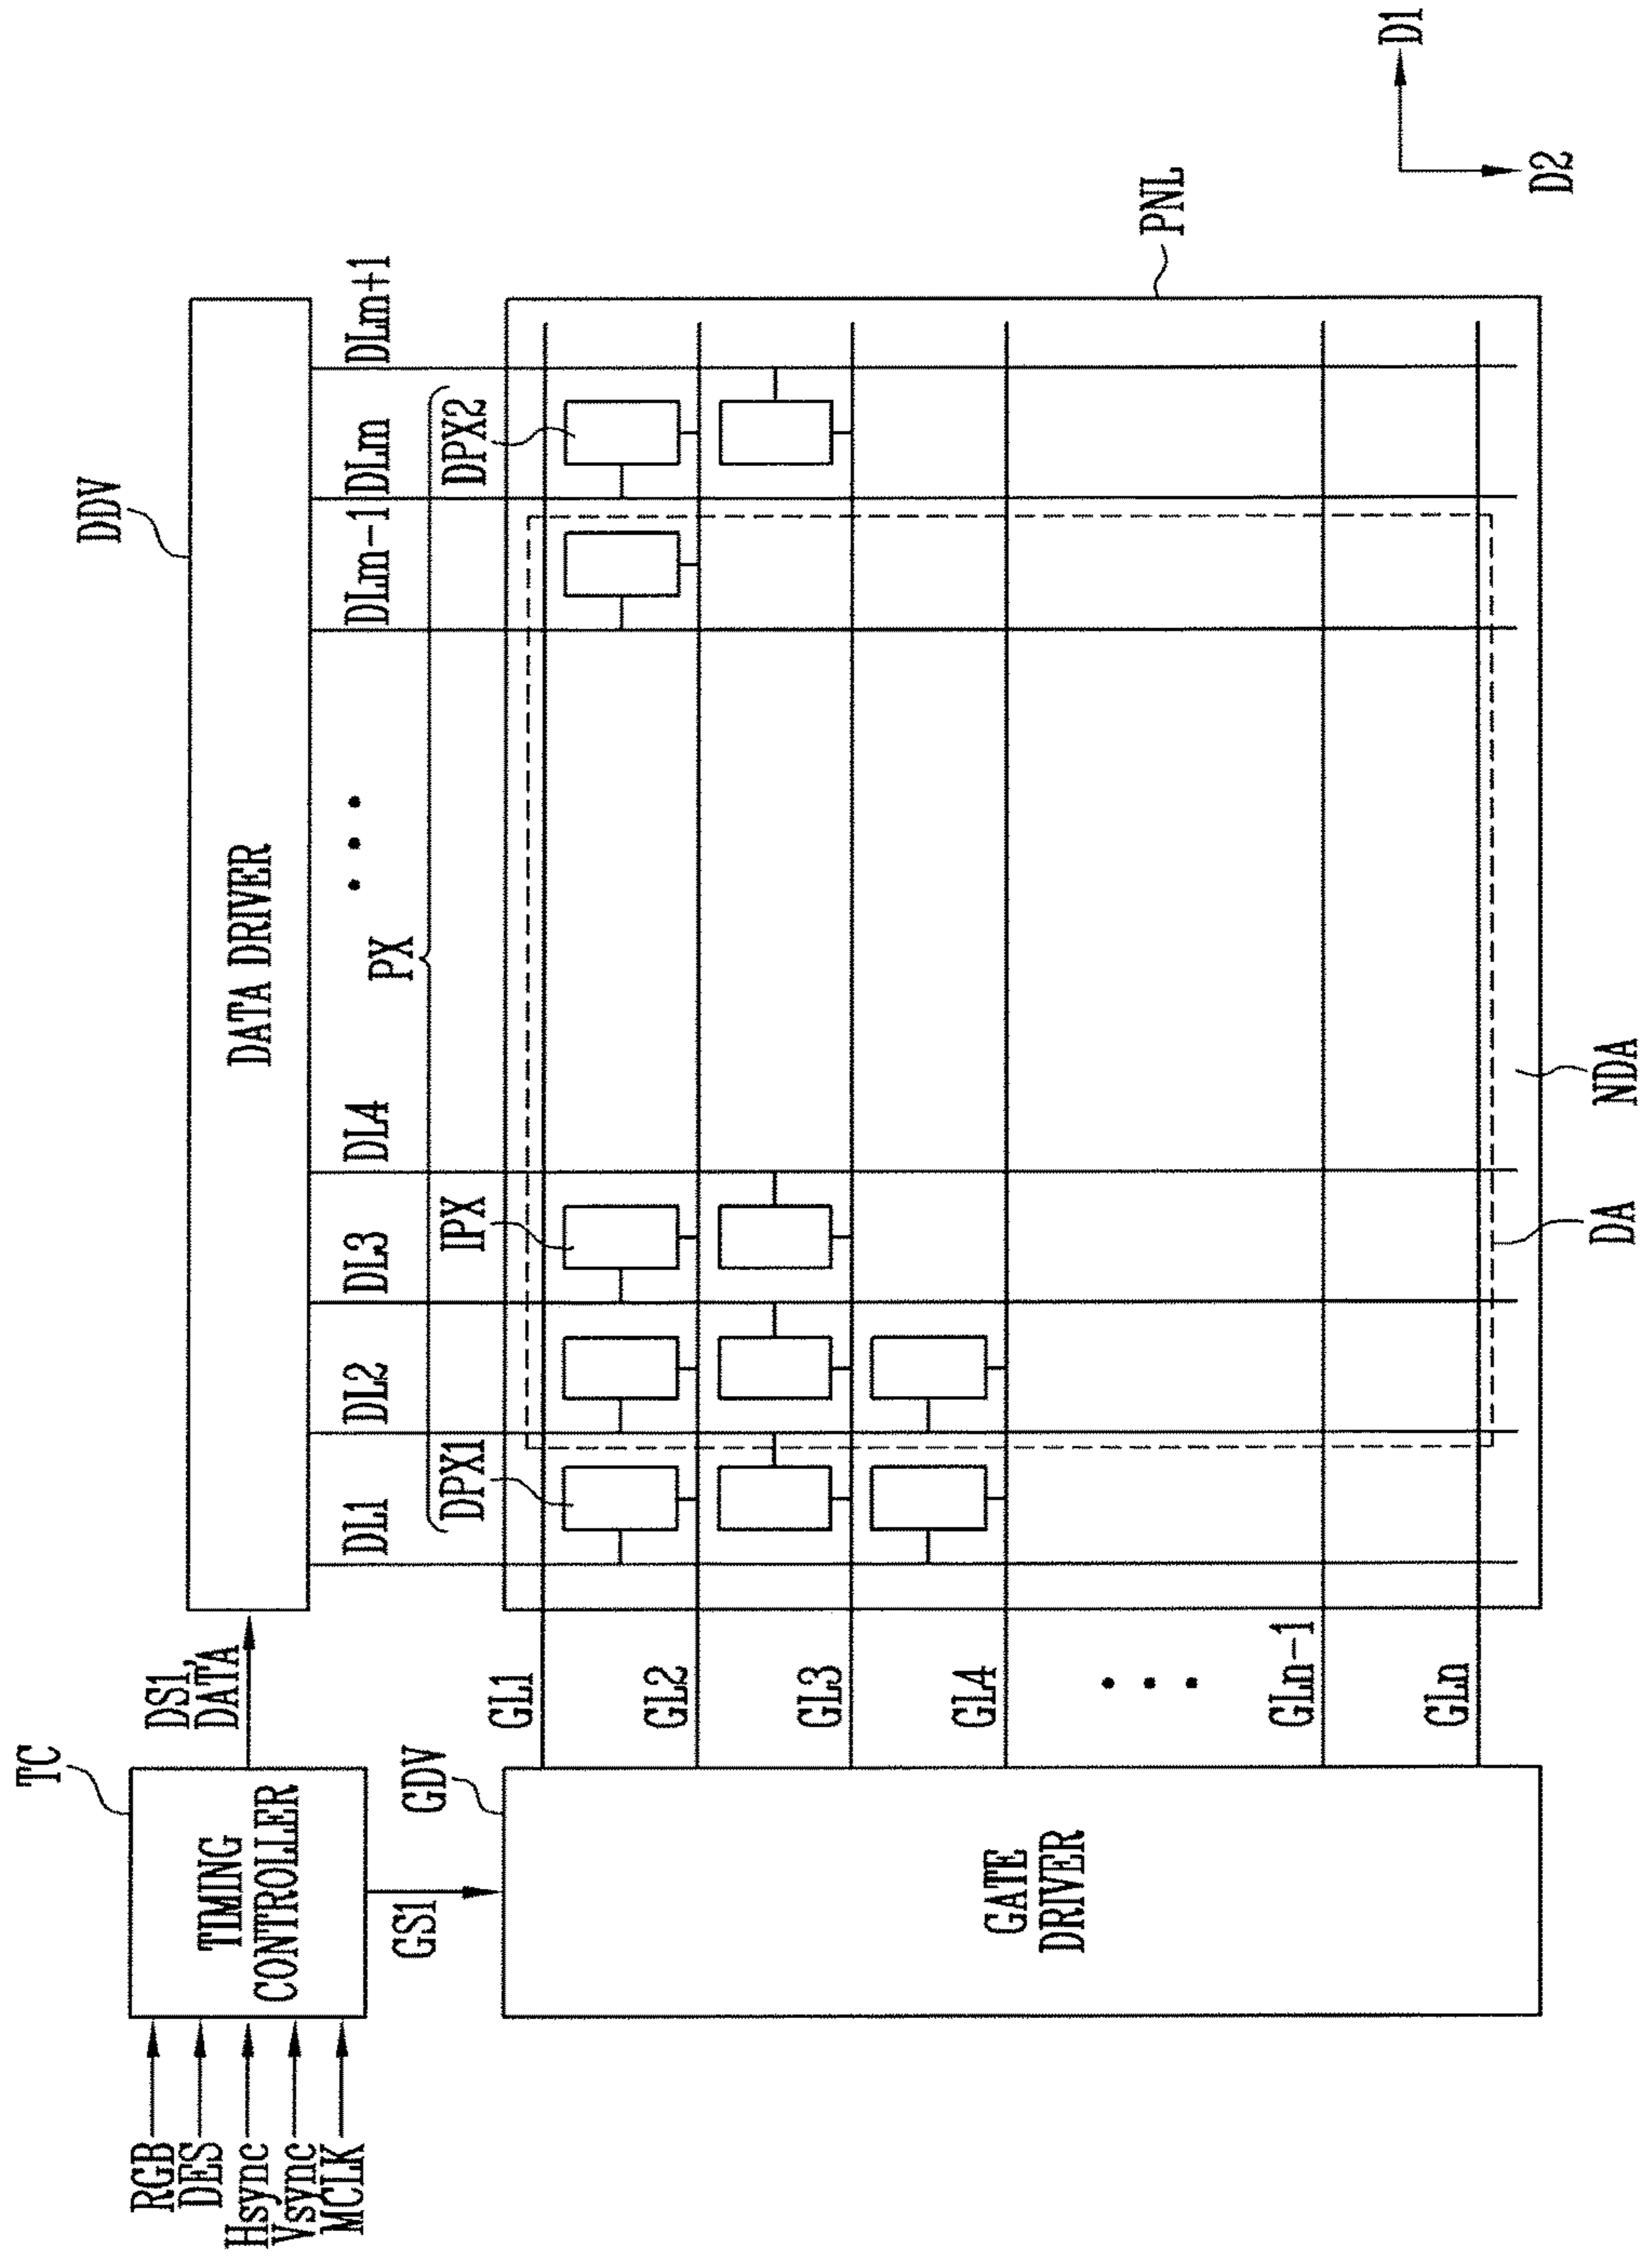 DDV
DATA DRIVER
TC
TIMING
CONTROLLER
RGB
DES
Hsync
Vsync
MCLK
DS1,
DATA
GS1
DL1
DL2
DL3
DL4
• • •
DLm-1
DLm
DLm+1
PX
DPX1
IPX
DPX2
GDV
GATE
DRIVER
GL1
GL2
GL3
GL4
• • •
GLn-1
GLn
PNL
DA
NDA
D1
D2